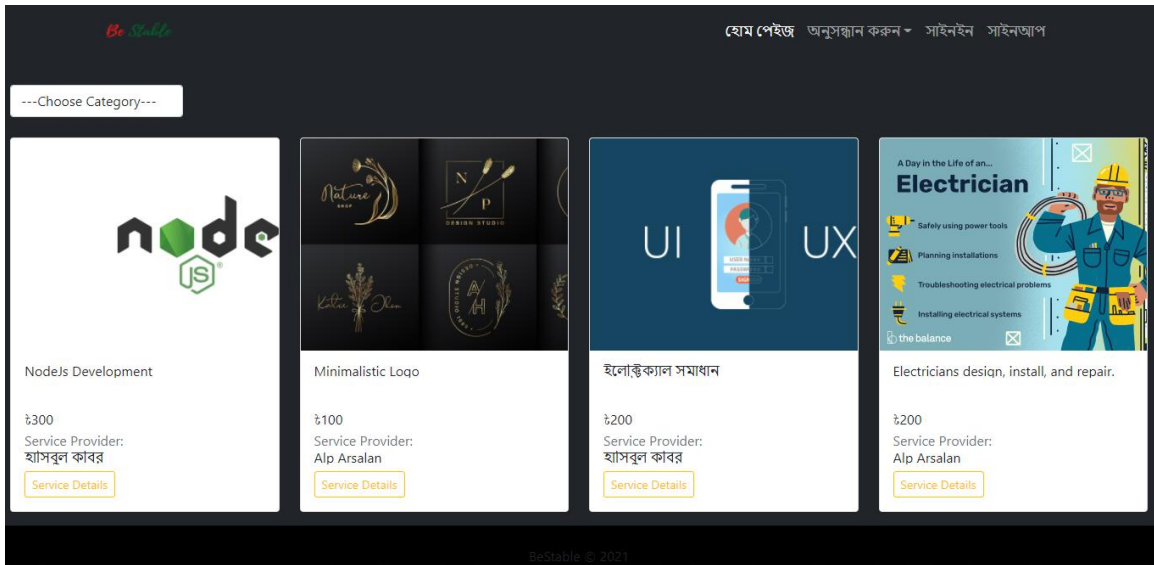 Be Stable
হোম পেইজ অনুসন্ধান করুন সাইনইন সাইনআপ
---Choose Category---
node
JS
Nature
SHOP
N
P
DESIGN STUDIO
A
H
UI
UX
A Day in the Life of an...
Electrician
Safely using power tools
Planning installations
Troubleshooting electrical problems
Installing electrical systems
the balance
NodeJs Development
৳300
Service Provider:
হাসবুল কাবর
Service Details
Minimalistic Logo
৳100
Service Provider:
Alp Arsalan
Service Details
ইলোক্ট্রক্যাল সমাধান
৳200
Service Provider:
হাসবুল কাবর
Service Details
Electricians design, install, and repair.
৳200
Service Provider:
Alp Arsalan
Service Details
BeStable © 2021